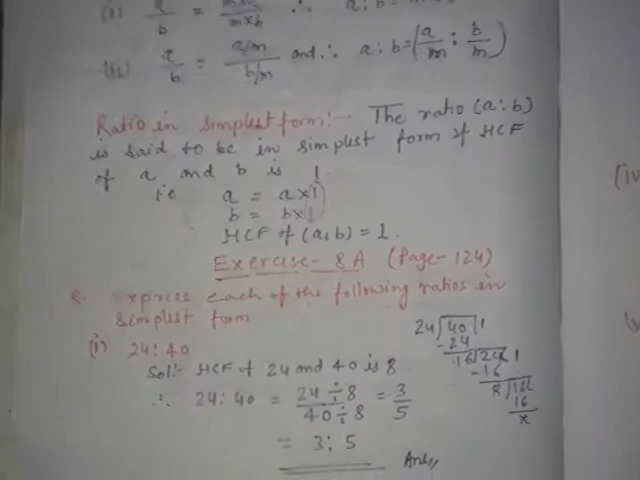 (ii) a/b = m×a/m×b ∴ a:b =
(iii) a/b = a/m / b/m and ∴ a:b = (a/m : b/m)
Ratio in simplest form:- The ratio (a:b)
is said to be in simplest form if HCF
of a and b is 1.
i.e a = a×1
b = b×1
HCF of (a,b) = 1.
Exercise-8A (Page-124)
Express each of the following ratios in
simplest form
(i) 24:40
Sol:- HCF of 24 and 40 is 8
∴ 24:40 = 24÷8/40÷8 = 3/5
= 3:5
Ans,,
24)40(1
-24
16)24(1
-16
8)16(
16
x
(iv